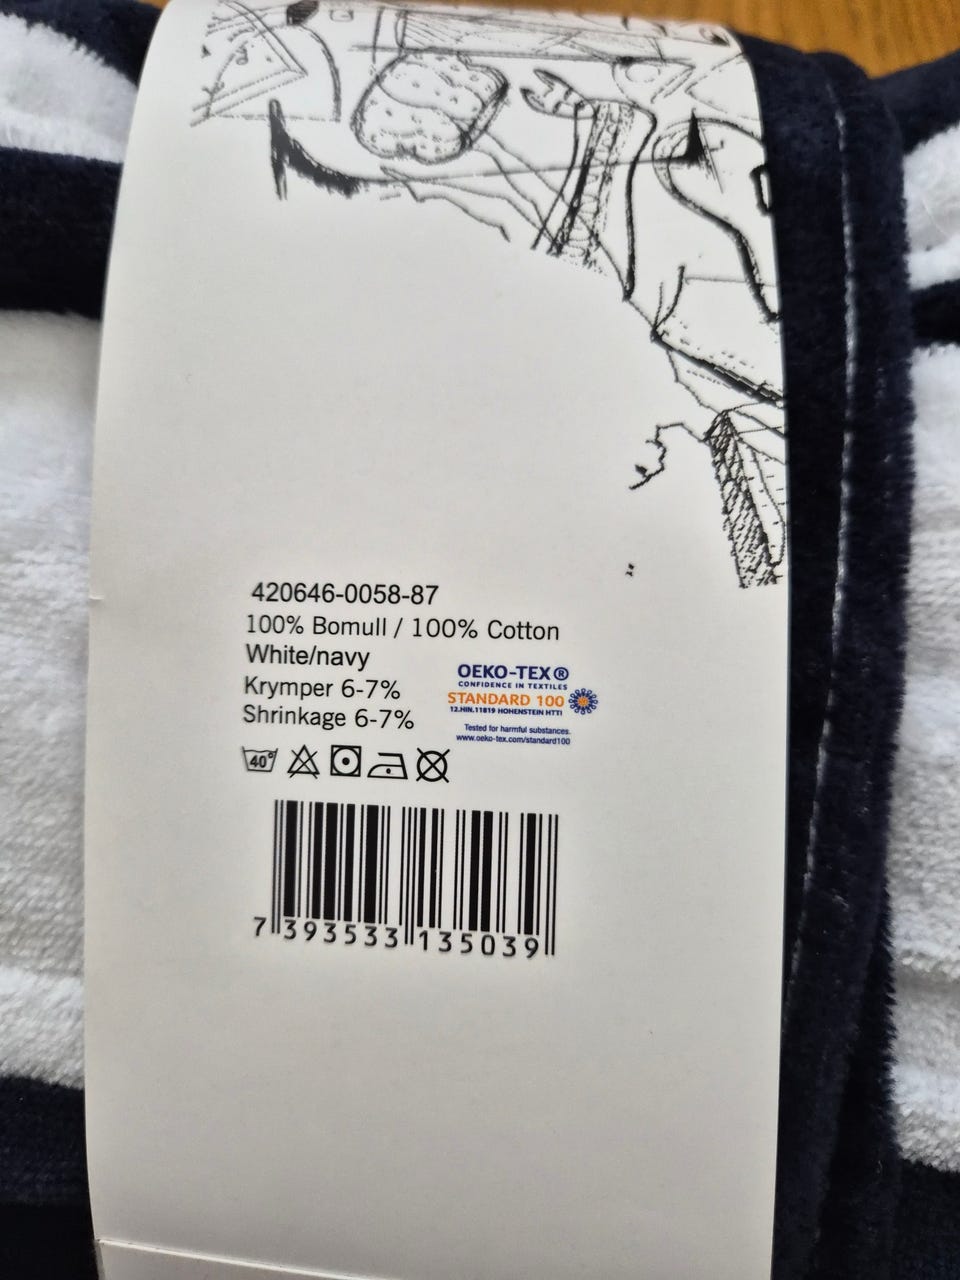 420646-0058-87
100% Bomull / 100% Cotton
White/navy
Krymper 6-7%
Shrinkage 6-7%
OEKO-TEX®
CONFIDENCE IN TEXTILES
STANDARD 100
12.HIN.11819 HOHENSTEIN HTTI
Tested for harmful substances.
www.oeko-tex.com/standard100
40°
7 393533 135039